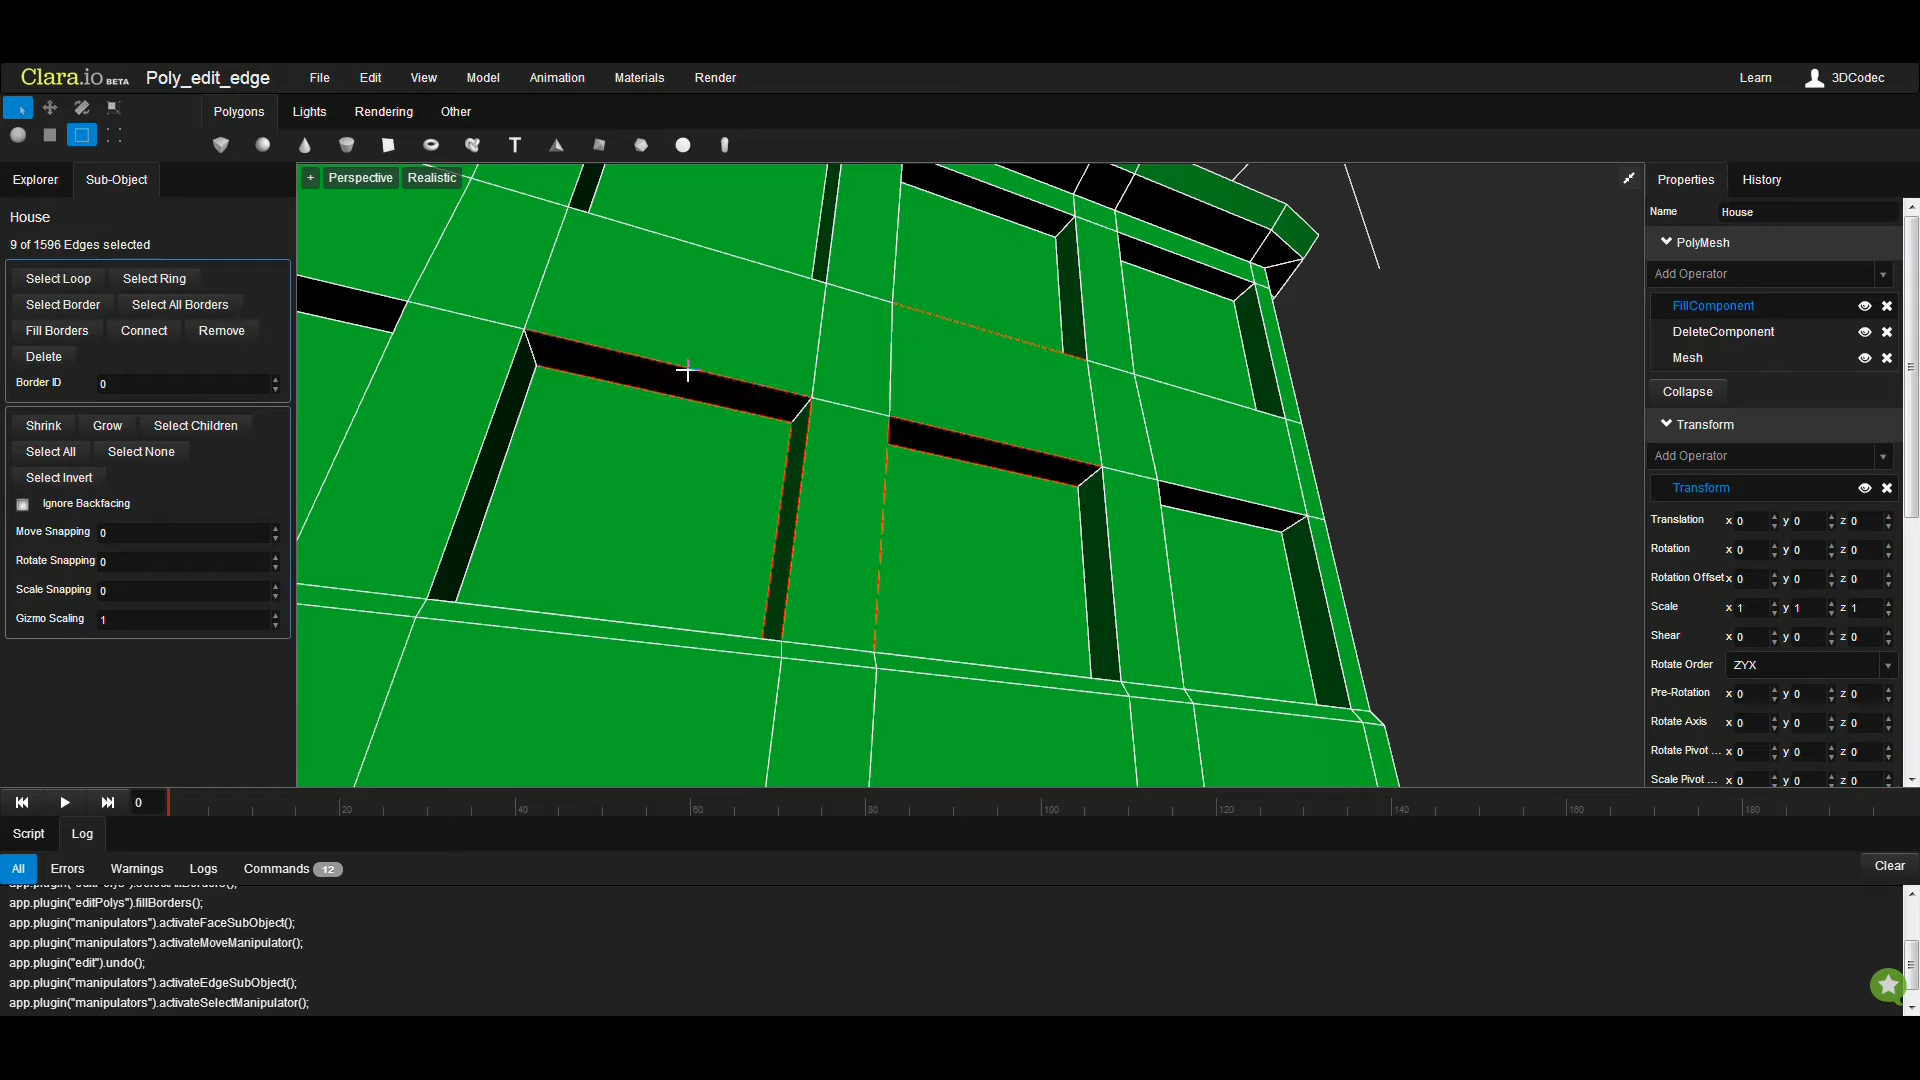 Clara.io BETA Poly_edit_edge File Edit View Model Animation Materials Render Learn 3DCodec
Polygons Lights Rendering Other
T
Explorer Sub-Object
House
9 of 1596 Edges selected
Select Loop Select Ring
Select Border Select All Borders
Fill Borders Connect Remove
Delete
Border ID 0
Shrink Grow Select Children
Select All Select None
Select Invert
Ignore Backfacing
Move Snapping 0
Rotate Snapping 0
Scale Snapping 0
Gizmo Scaling 1
+ Perspective Realistic
Properties History
Name House
PolyMesh
Add Operator
FillComponent
DeleteComponent
Mesh
Collapse
Transform
Add Operator
Transform
Translation x 0 y 0 z 0
Rotation x 0 y 0 z 0
Rotation Offset x 0 y 0 z 0
Scale x 1 y 1 z 1
Shear x 0 y 0 z 0
Rotate Order ZYX
Pre-Rotation x 0 y 0 z 0
Rotate Axis x 0 y 0 z 0
Rotate Pivot ... x 0 y 0 z 0
Scale Pivot ... x 0 y 0 z 0
0 20 40 60 80 100 120 140 160 180
Script Log
All Errors Warnings Logs Commands 12 Clear
app.plugin("editPolys").fillBorders();
app.plugin("manipulators").activateFaceSubObject();
app.plugin("manipulators").activateMoveManipulator();
app.plugin("edit").undo();
app.plugin("manipulators").activateEdgeSubObject();
app.plugin("manipulators").activateSelectManipulator();